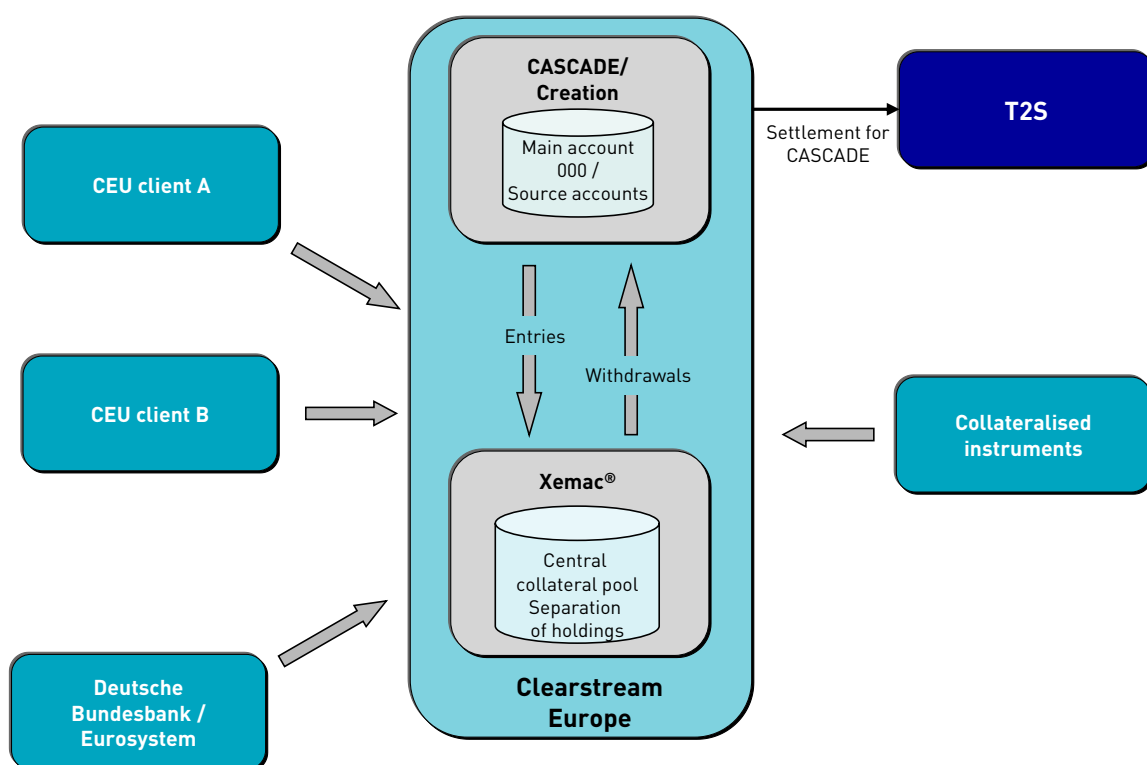 CASCADE/
Creation
Main account
000 /
Source accounts
T2S
Settlement for
CASCADE
CEU client A
Entries
Withdrawals
CEU client B
Collateralised
instruments
Xemac®
Central
collateral pool
Separation
of holdings
Deutsche
Bundesbank /
Eurosystem
Clearstream
Europe